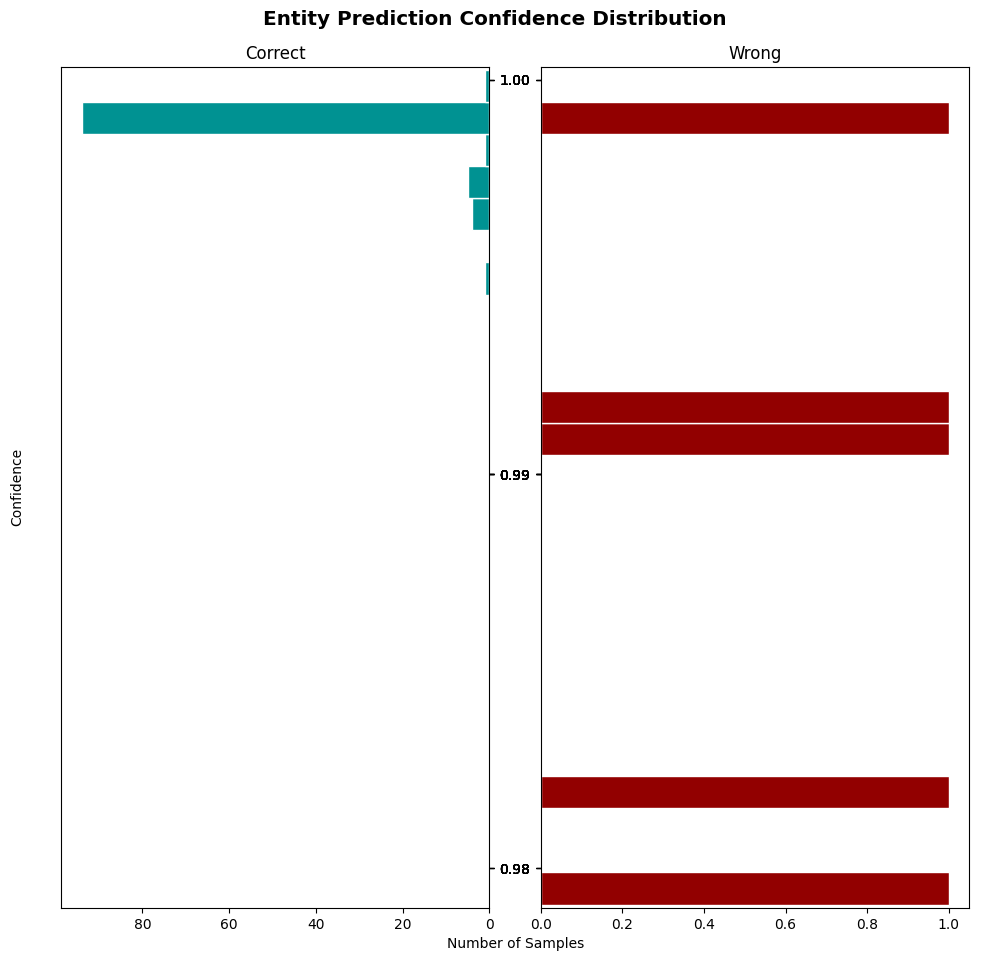 Entity Prediction Confidence Distribution
Correct
Wrong
1.00
0.99
0.98
Confidence
80 60 40 20 0
0.0 0.2 0.4 0.6 0.8 1.0
Number of Samples